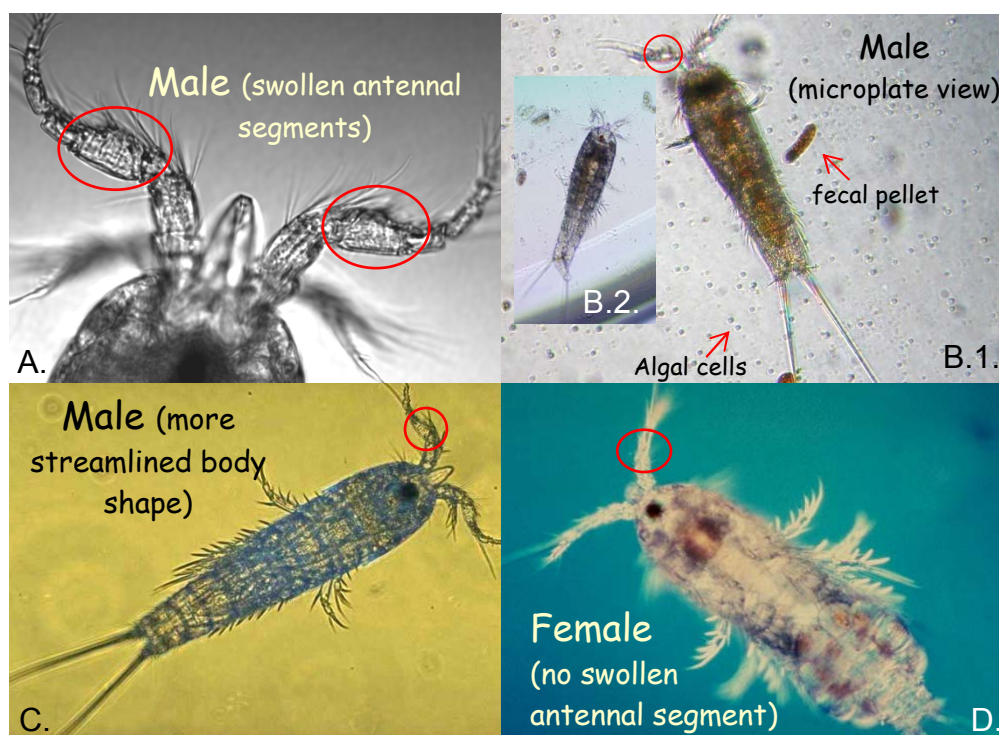 Male (swollen antennal
segments)
A.
Male
(microplate view)
fecal pellet
B.2.
Algal cells
B.1.
Male (more
streamlined body
shape)
C.
Female
(no swollen
antennal segment)
D.